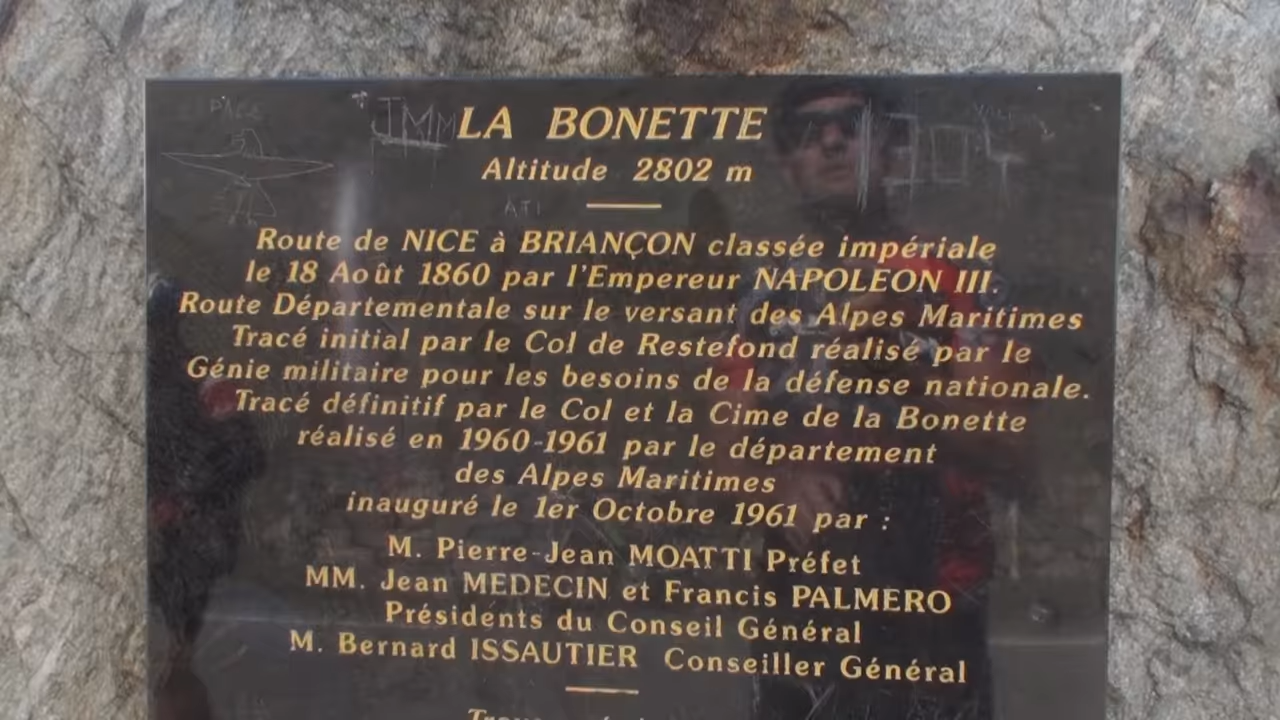 LA BONETTE
Altitude 2802 m
Route de NICE à BRIANÇON classée impériale
le 18 Août 1860 par l'Empereur NAPOLEON III.
Route Départementale sur le versant des Alpes Maritimes
Tracé initial par le Col de Restefond réalisé par le
Génie militaire pour les besoins de la défense nationale.
Tracé définitif par le Col et la Cime de la Bonette
réalisé en 1960-1961 par le département
des Alpes Maritimes
inauguré le 1er Octobre 1961 par :
M. Pierre-Jean MOATTI Préfet
MM. Jean MEDECIN et Francis PALMERO
Présidents du Conseil Général
M. Bernard ISSAUTIER Conseiller Général